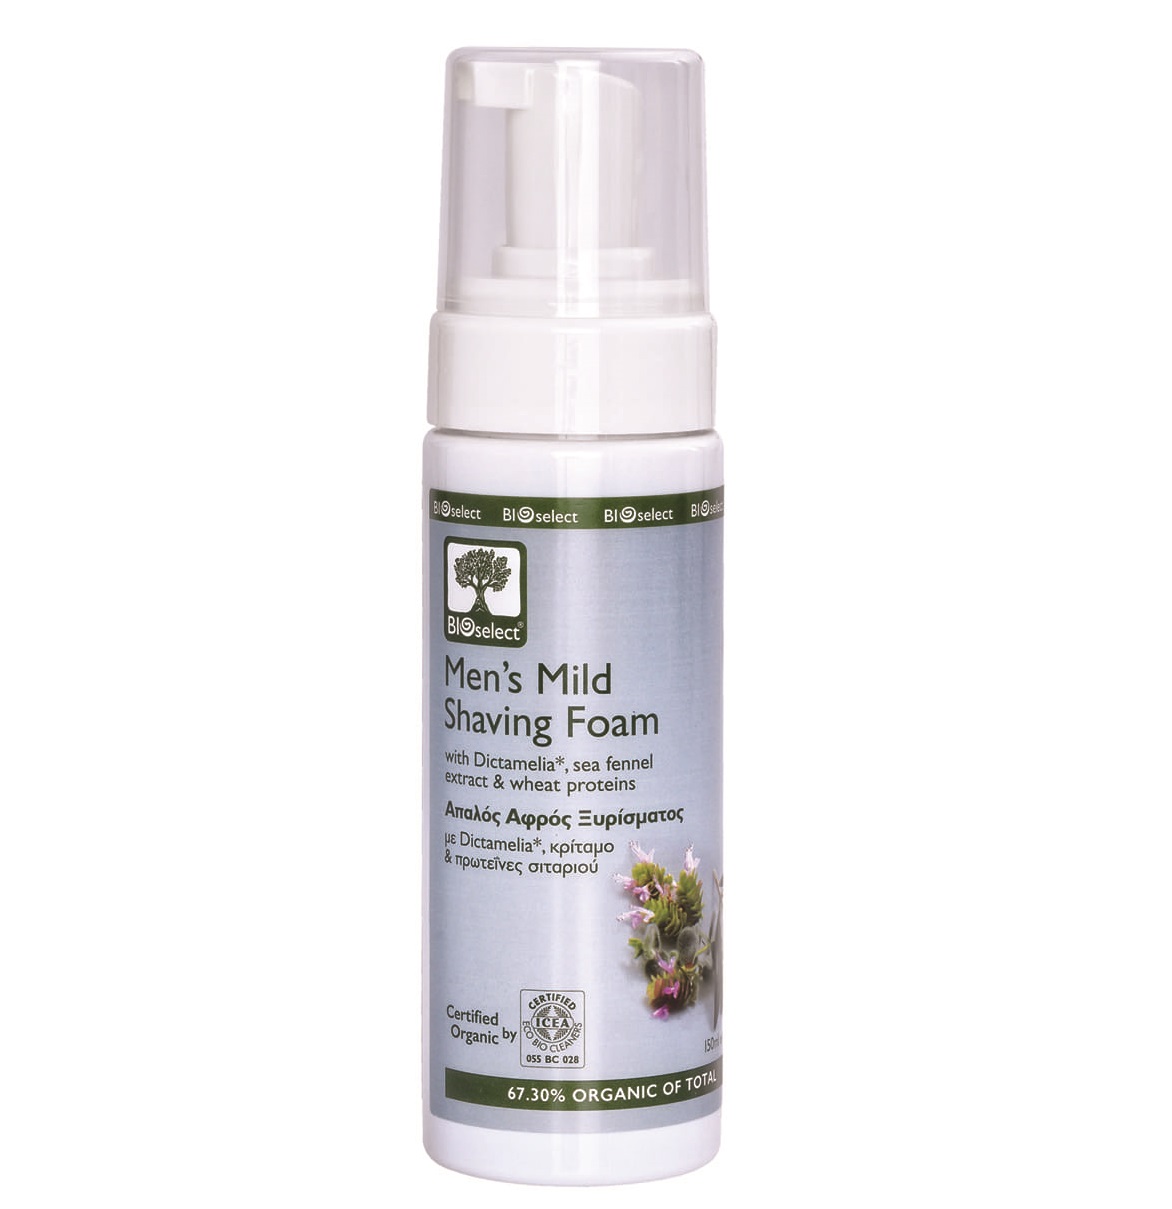 BIOselect BIOselect BIOselect BIOselect
BIOselect®
Men's Mild
Shaving Foam
with Dictamelia*, sea fennel
extract & wheat proteins
Απαλός Αφρός Ξυρίσματος
με Dictamelia*, κρίταμο
& πρωτεΐνες σιταριού
Certified
Organic by
CERTIFIED
ICEA
ECO BIO CLEANERS
055 BC 028
150ml
67.30% ORGANIC OF TOTAL